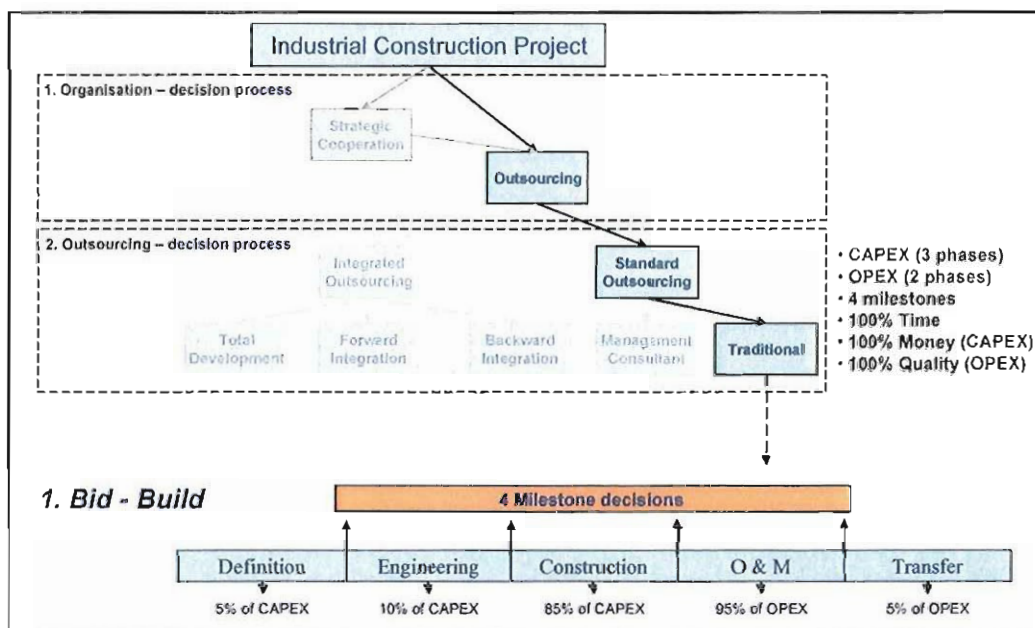 Industrial Construction Project
1. Organisation – decision process
Strategic
Cooperation
Outsourcing
2. Outsourcing – decision process
Integrated
Outsourcing
Standard
Outsourcing
Total
Development
Forward
Integration
Backward
Integration
Management
Consultant
Traditional
• CAPEX (3 phases)
• OPEX (2 phases)
• 4 milestones
• 100% Time
• 100% Money (CAPEX)
• 100% Quality (OPEX)
1. Bid - Build
4 Milestone decisions
Definition
Engineering
Construction
O & M
Transfer
5% of CAPEX
10% of CAPEX
85% of CAPEX
95% of OPEX
5% of OPEX